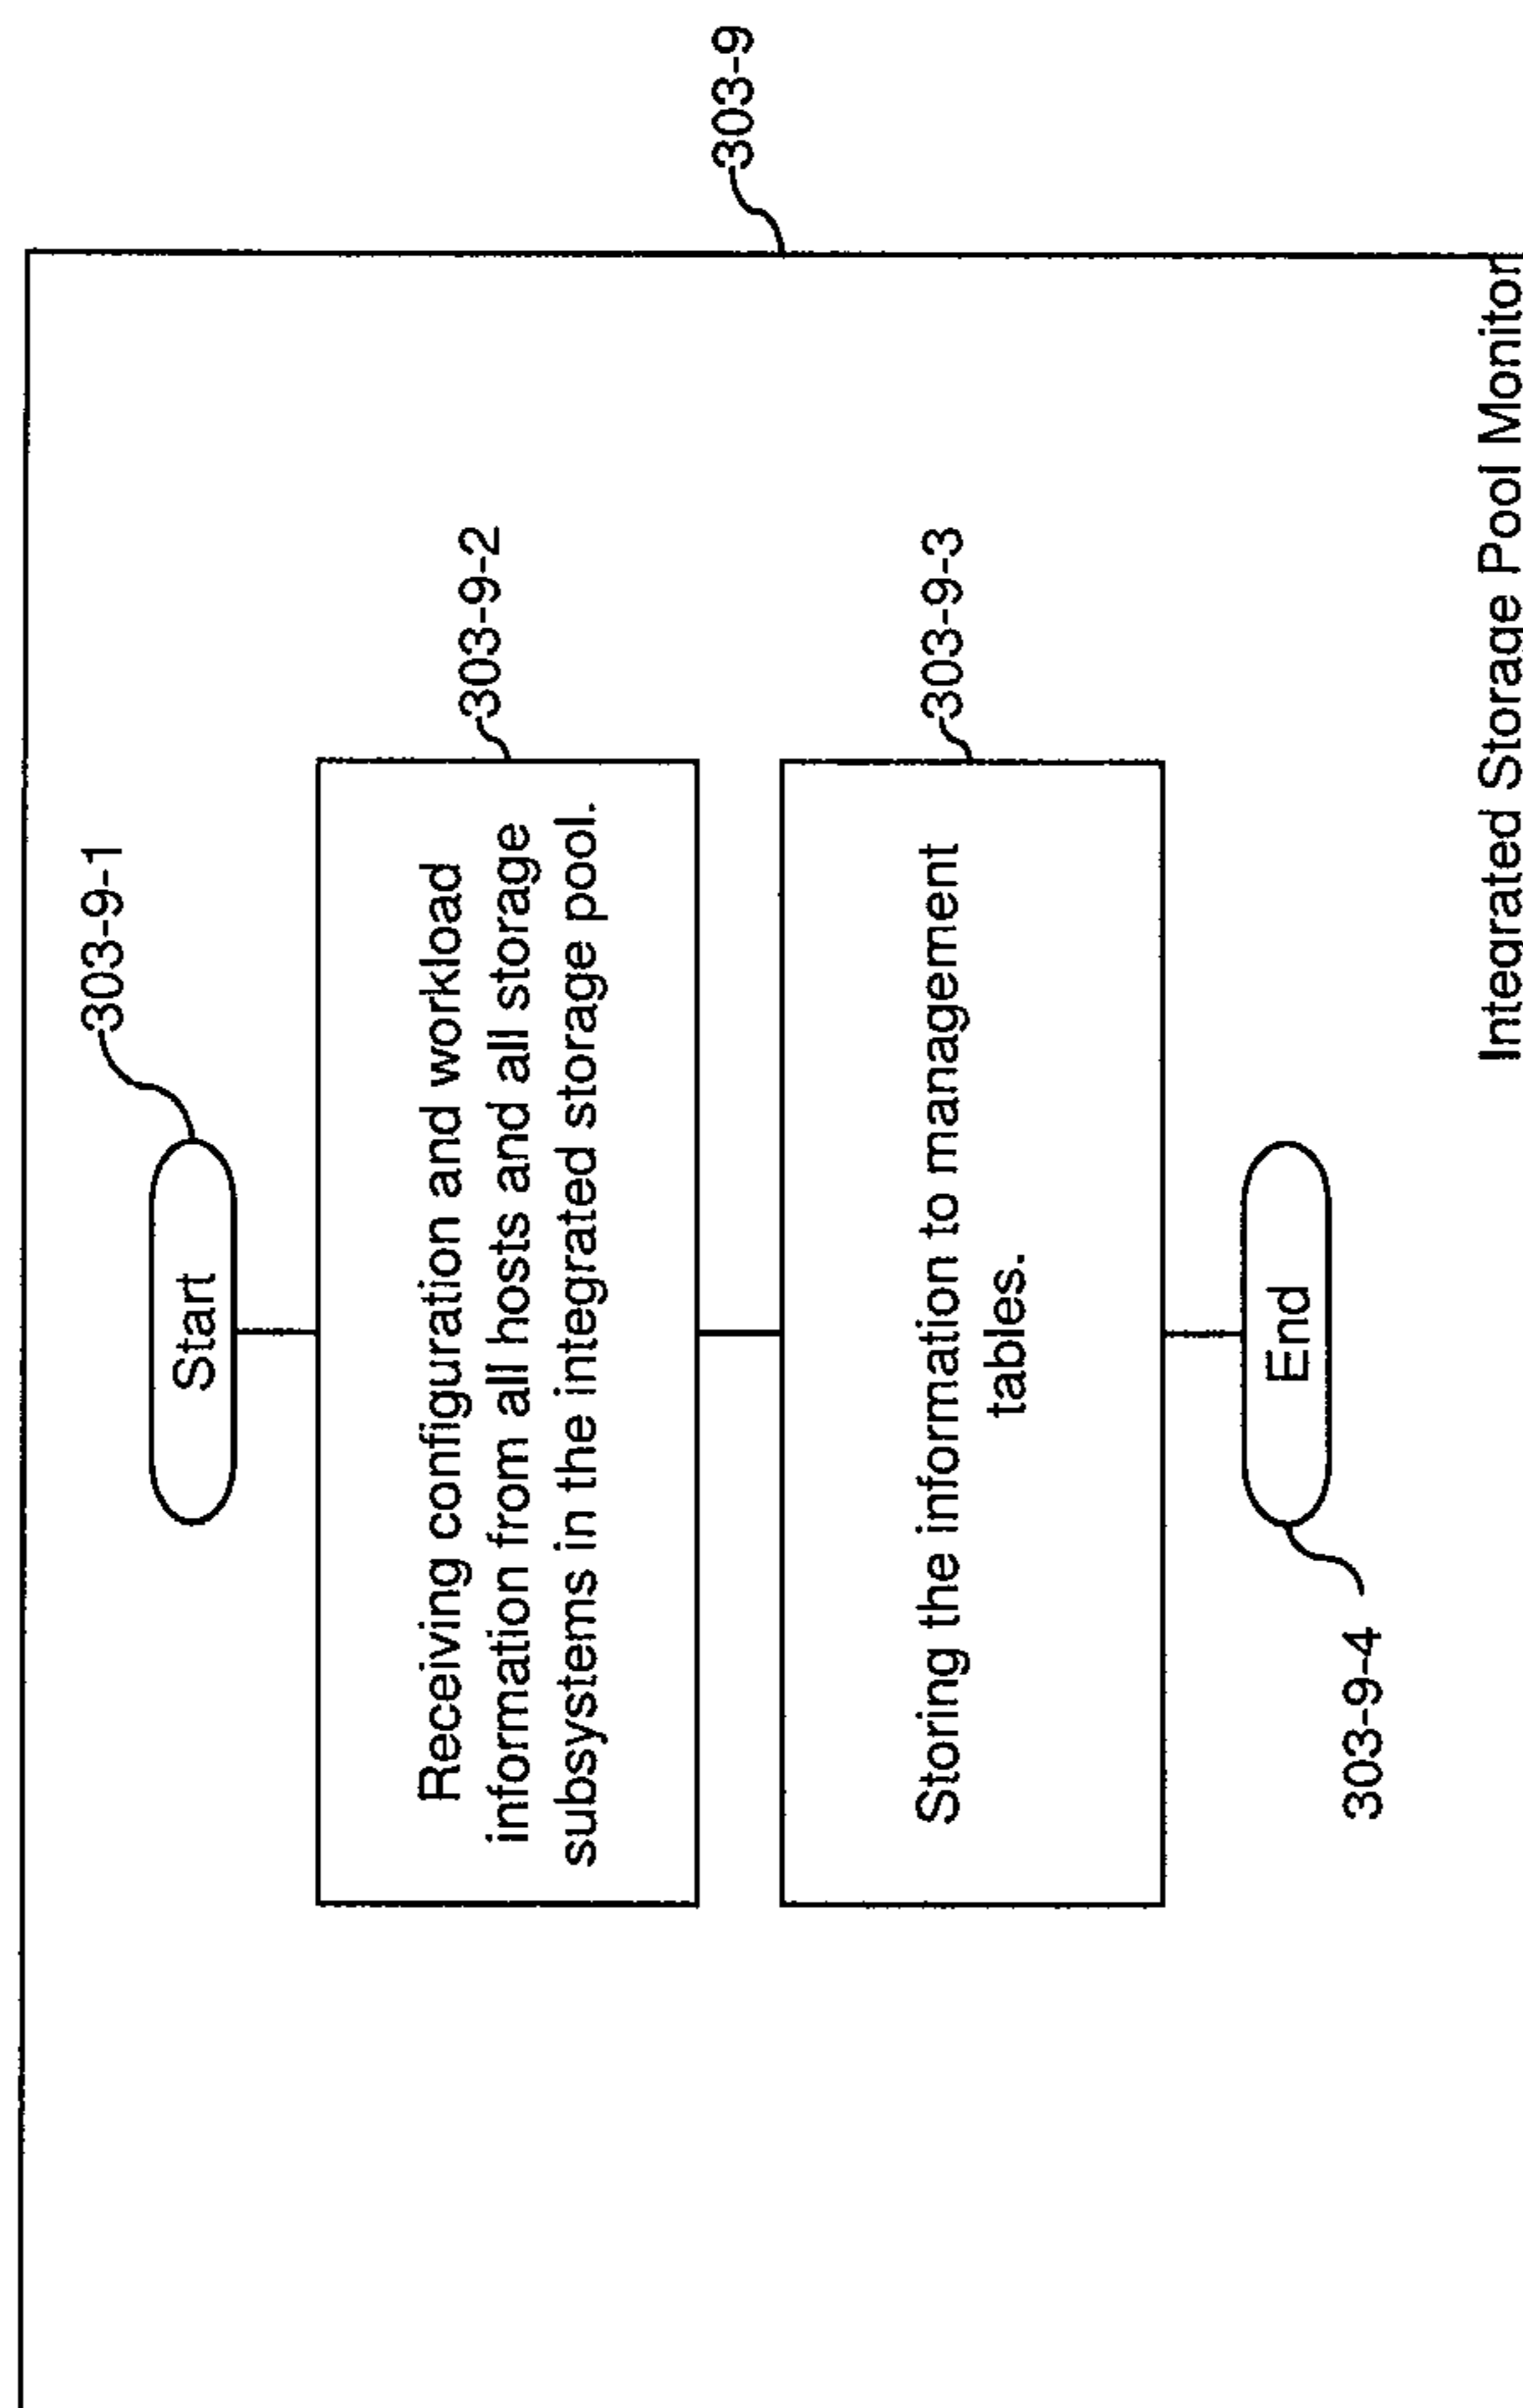 303-9
303-9-1
Start
303-9-2
Receiving configuration and workload
information from all hosts and all storage
subsystems in the integrated storage pool.
303-9-3
Storing the information to management
tables.
End
303-9-4
Integrated Storage Pool Monitor